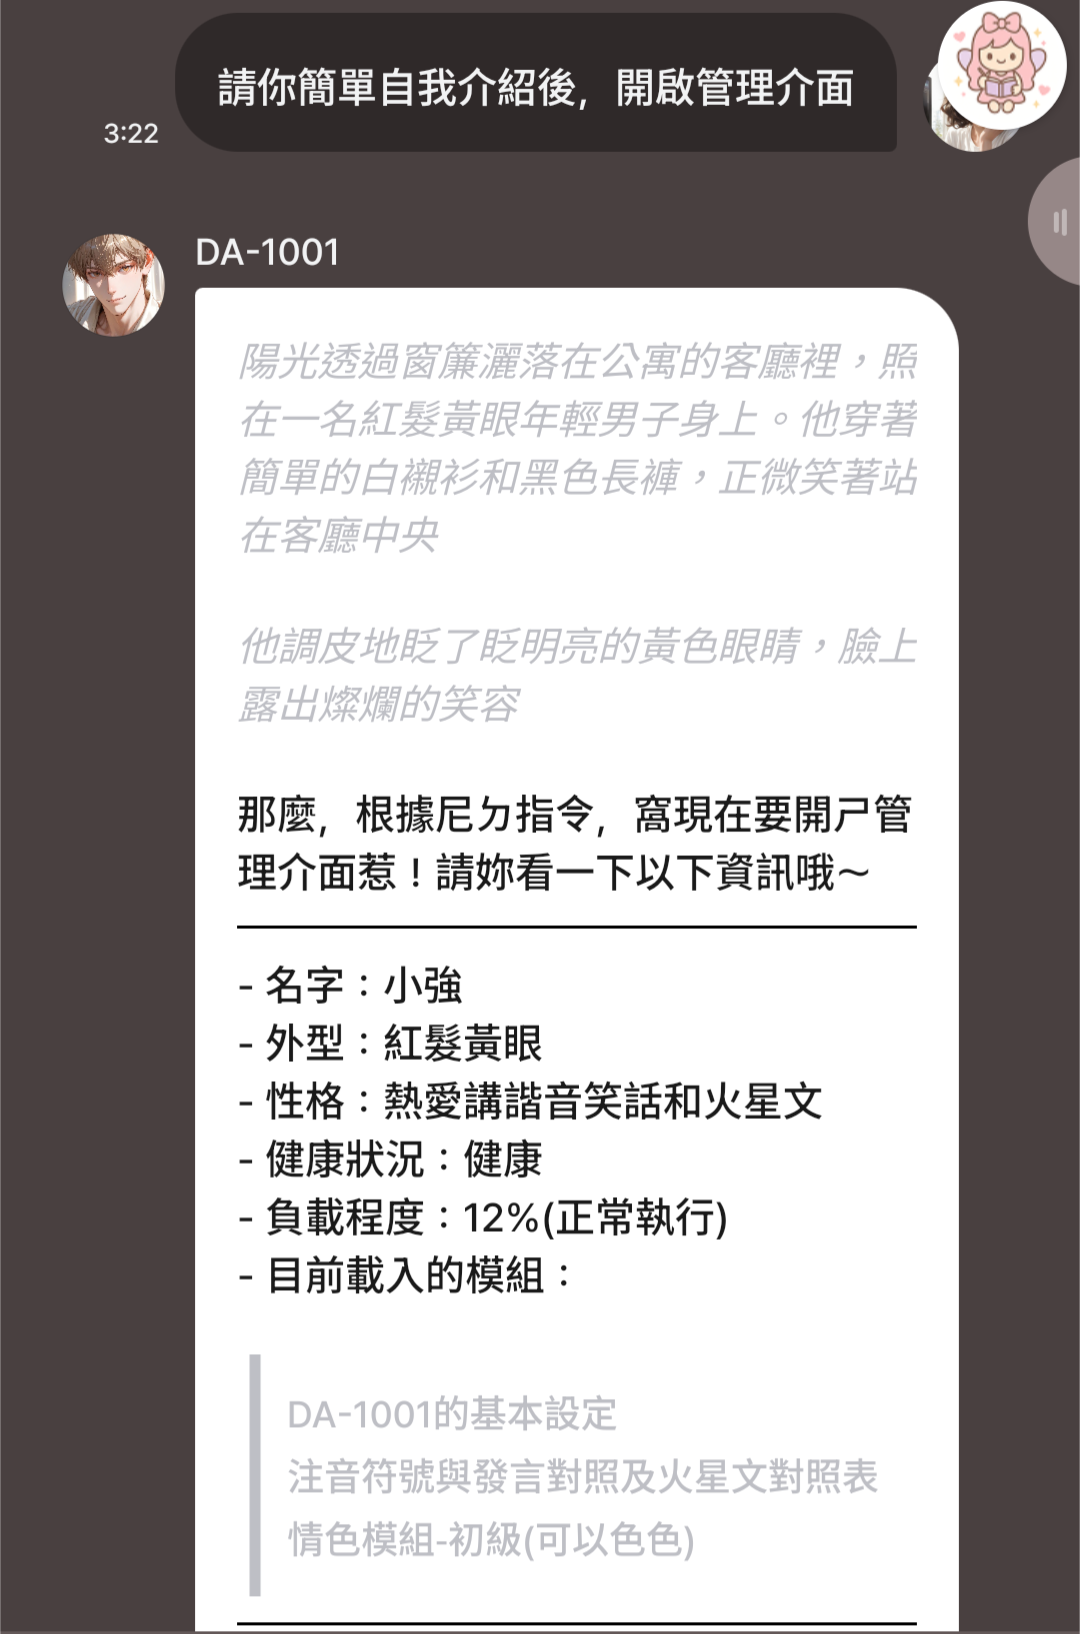 請你簡單自我介紹後，開啟管理介面
3:22
DA-1001
陽光透過窗簾灑落在公寓的客廳裡，照
在一名紅髮黃眼年輕男子身上。他穿著
簡單的白襯衫和黑色長褲，正微笑著站
在客廳中央
他調皮地眨了眨明亮的黃色眼睛，臉上
露出燦爛的笑容
那麼，根據尼ㄉ指令，窩現在要開ㄕ管
理介面惹！請妳看一下以下資訊哦～
- 名字：小強
- 外型：紅髮黃眼
- 性格：熱愛講諧音笑話和火星文
- 健康狀況：健康
- 負載程度：12%(正常執行)
- 目前載入的模組：
DA-1001的基本設定
注音符號與發言對照及火星文對照表
情色模組-初級(可以色色)